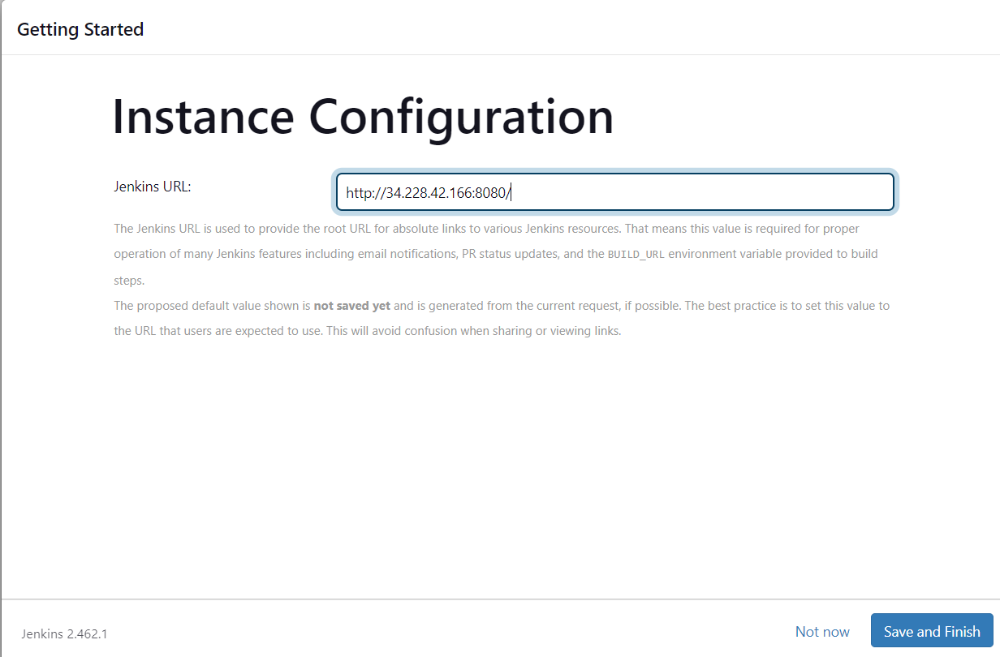 Getting Started
Instance Configuration
Jenkins URL:
http://34.228.42.166:8080/
The Jenkins URL is used to provide the root URL for absolute links to various Jenkins resources. That means this value is required for proper
operation of many Jenkins features including email notifications, PR status updates, and the BUILD_URL environment variable provided to build
steps.
The proposed default value shown is not saved yet and is generated from the current request, if possible. The best practice is to set this value to
the URL that users are expected to use. This will avoid confusion when sharing or viewing links.
Jenkins 2.462.1
Not now
Save and Finish